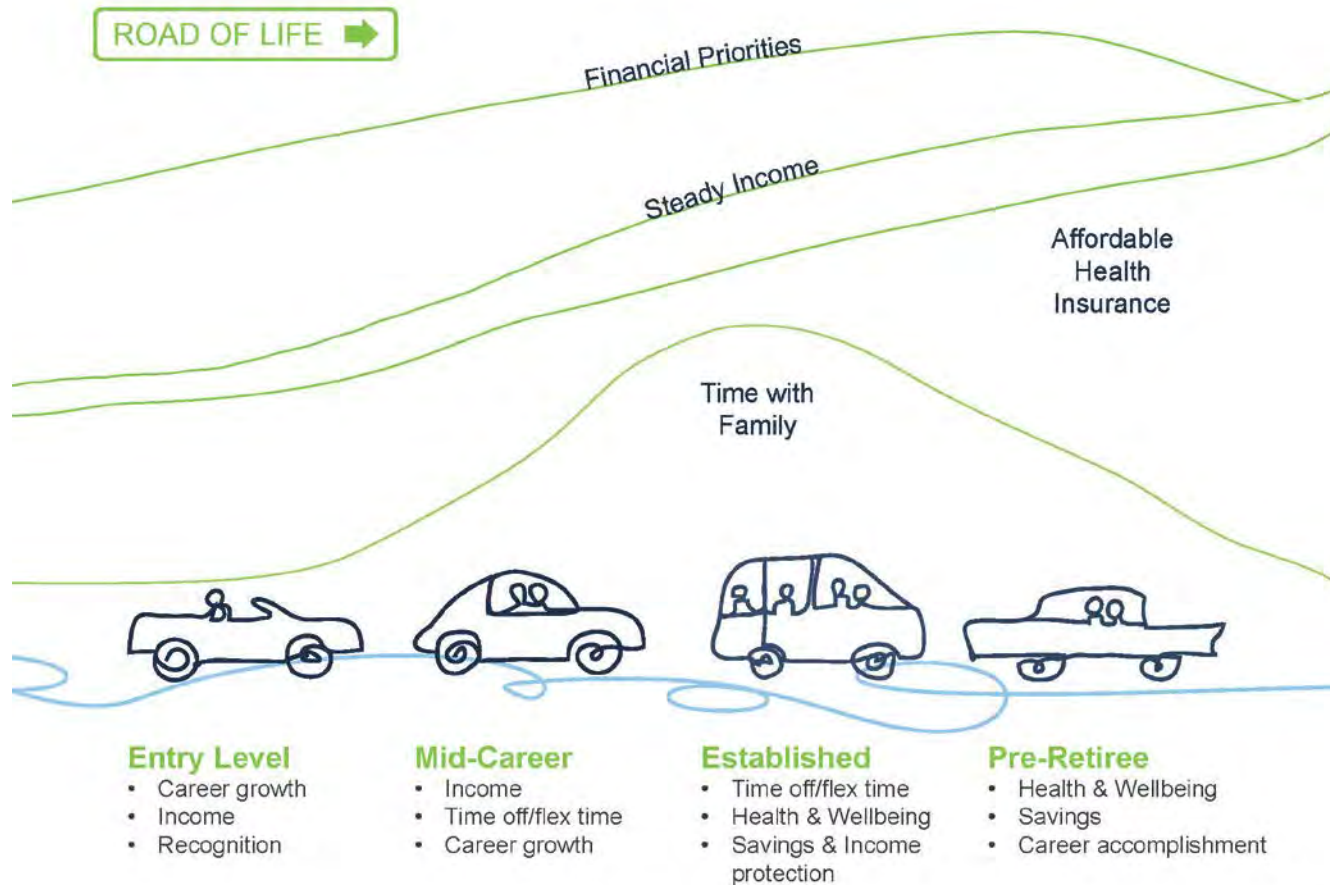 ROAD OF LIFE
Financial Priorities
Steady Income
Affordable
Health
Insurance
Time with
Family
Entry Level
• Career growth
• Income
• Recognition
Mid-Career
• Income
• Time off/flex time
• Career growth
Established
• Time off/flex time
• Health & Wellbeing
• Savings & Income
protection
Pre-Retiree
• Health & Wellbeing
• Savings
• Career accomplishment